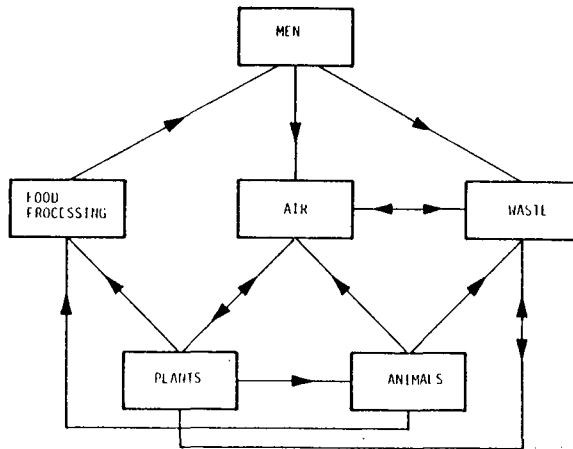 MEN
FOOD
PROCESSING
AIR
WASTE
PLANTS
ANIMALS